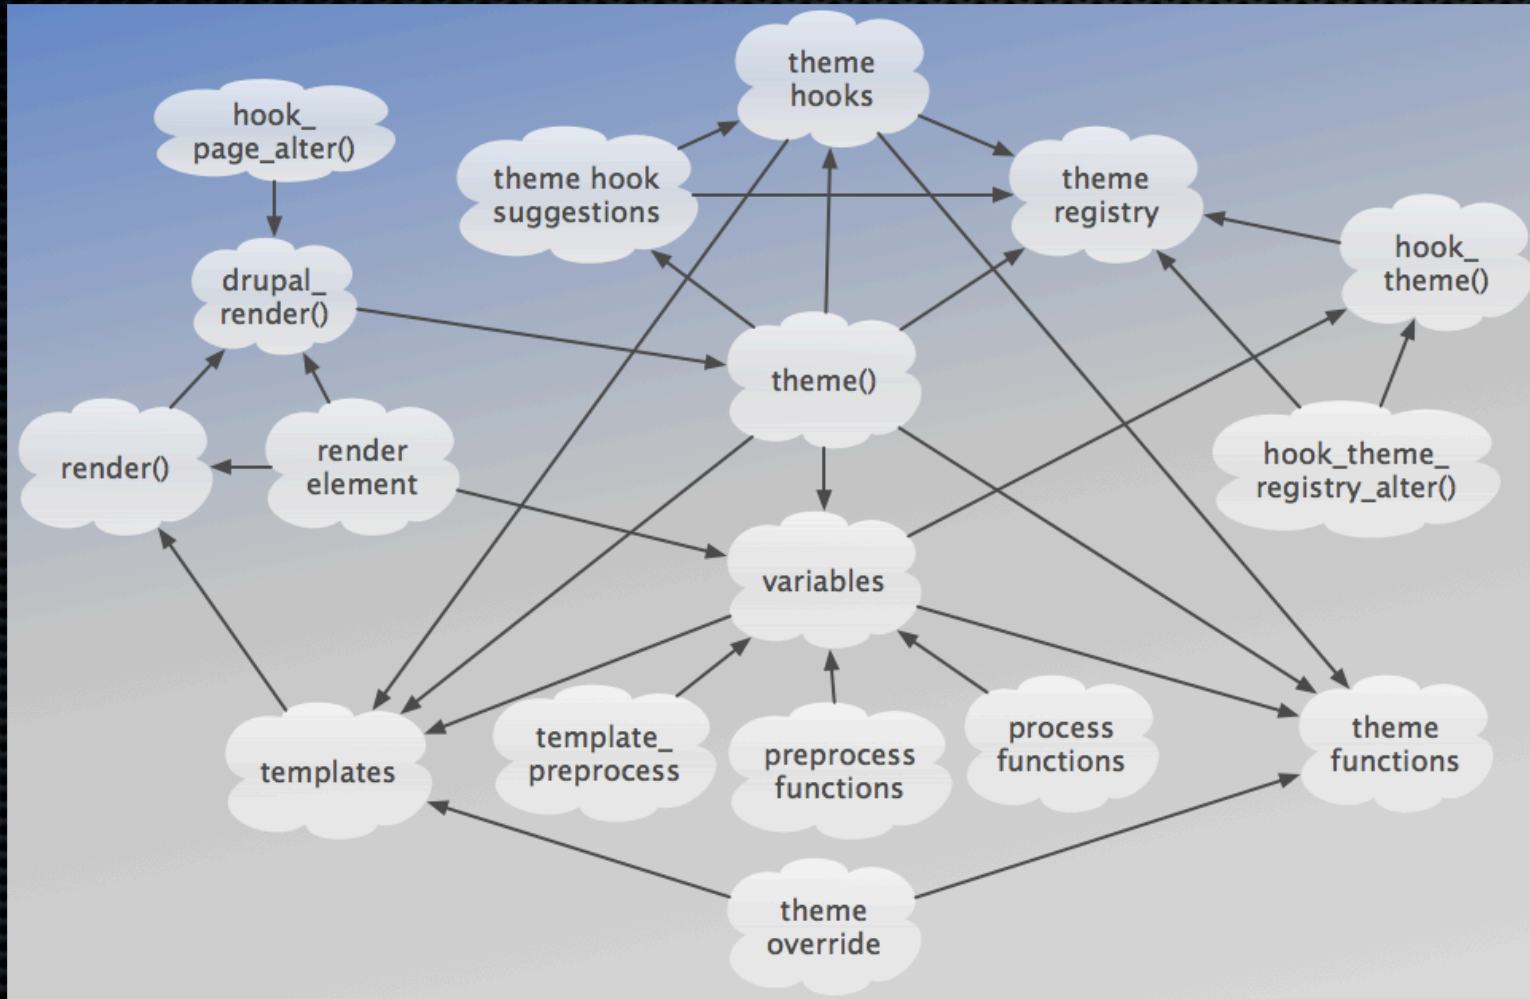 theme
hooks
hook_
page_alter()
theme hook
suggestions
theme
registry
hook_
theme()
drupal_
render()
theme()
render()
render
element
hook_theme_
registry_alter()
variables
templates
template_
preprocess
preprocess
functions
process
functions
theme
functions
theme
override